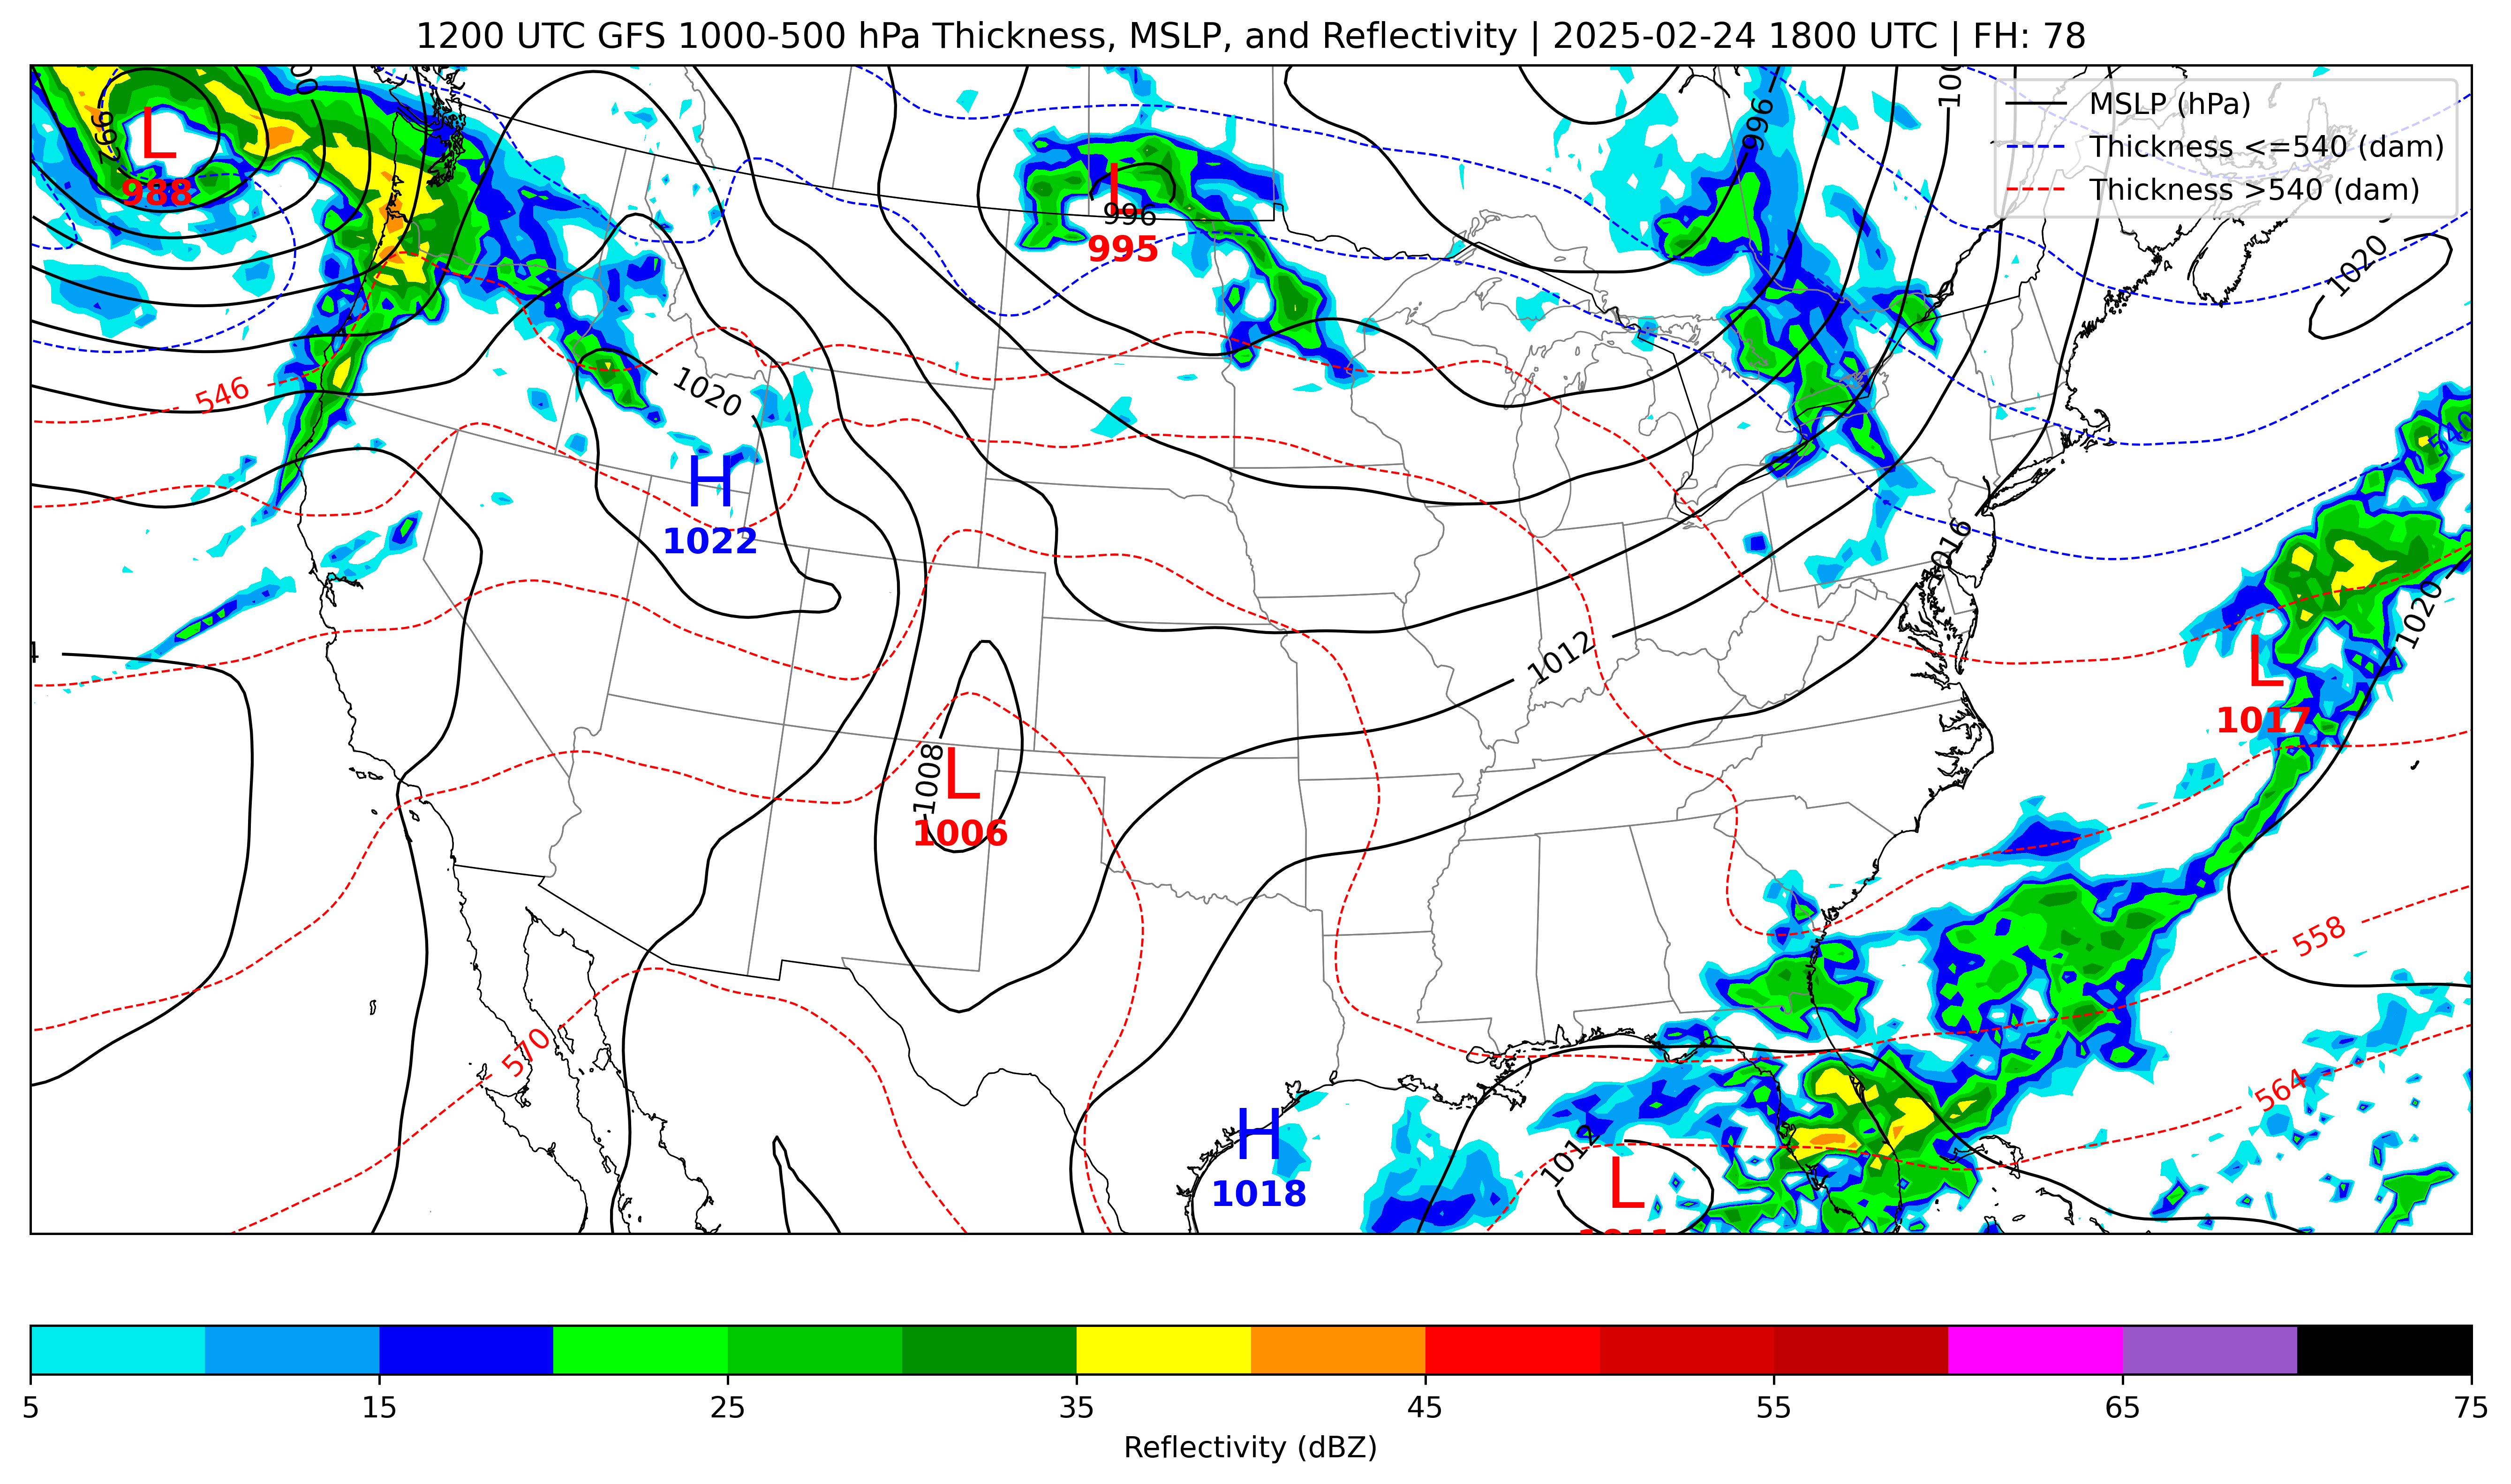 1200 UTC GFS 1000-500 hPa Thickness, MSLP, and Reflectivity | 2025-02-24 1800 UTC | FH: 78
MSLP (hPa)
Thickness <=540 (dam)
Thickness >540 (dam)
992
L
988
L
996
995
996
1020
546
1020
H
1022
1016
1020
540
L
1017
1012
1008
L
1006
558
570
564
H
1018
1012
L
5
15
25
35
45
55
65
75
Reflectivity (dBZ)